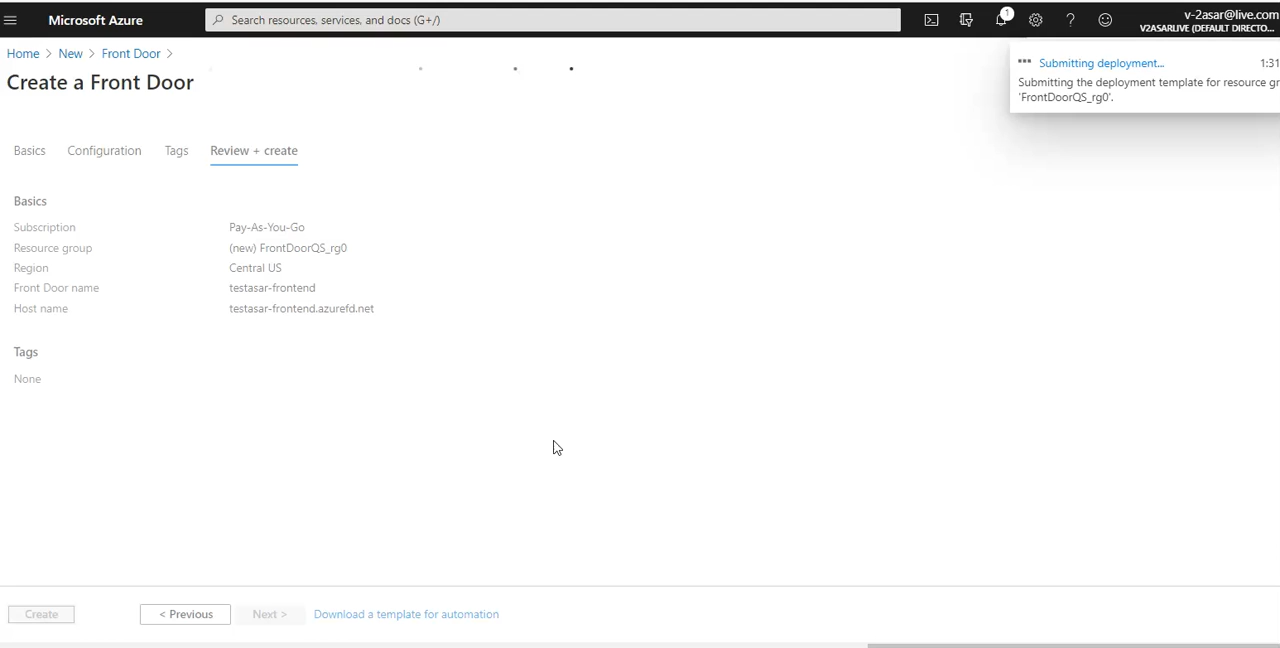 Microsoft Azure
Search resources, services, and docs (G+/)
1
v-2asar@live.com
V2ASARLIVE (DEFAULT DIRECTO...
Home > New > Front Door >
Create a Front Door
Submitting deployment... 1:31
Submitting the deployment template for resource gr
'FrontDoorQS_rg0'.
Basics Configuration Tags Review + create
Basics
Subscription Pay-As-You-Go
Resource group (new) FrontDoorQS_rg0
Region Central US
Front Door name testasar-frontend
Host name testasar-frontend.azurefd.net
Tags
None
Create < Previous Next > Download a template for automation